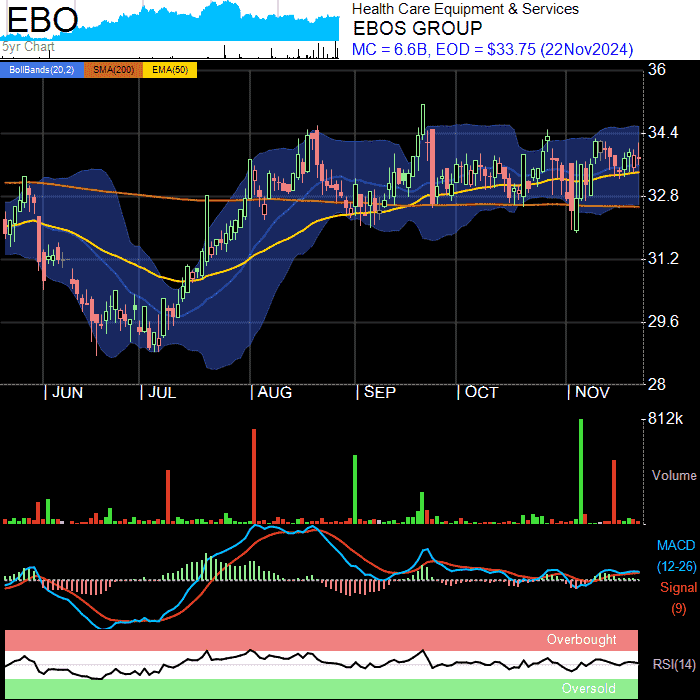 EBO
5yr Chart
Health Care Equipment & Services
EBOS GROUP
MC = 6.6B, EOD = $33.75 (22Nov2024)
BollBands(20,2) SMA(200) EMA(50)
36
34.4
32.8
31.2
29.6
28
JUN JUL AUG SEP OCT NOV
812k
Volume
MACD
(12-26)
Signal
(9)
Overbought
RSI(14)
Oversold